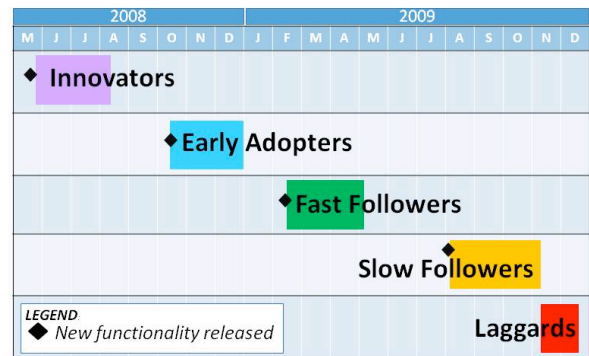 2008 2009
M J J A S O N D J F M A M J J A S O N D
Innovators
Early Adopters
Fast Followers
Slow Followers
Laggards
LEGEND:
New functionality released